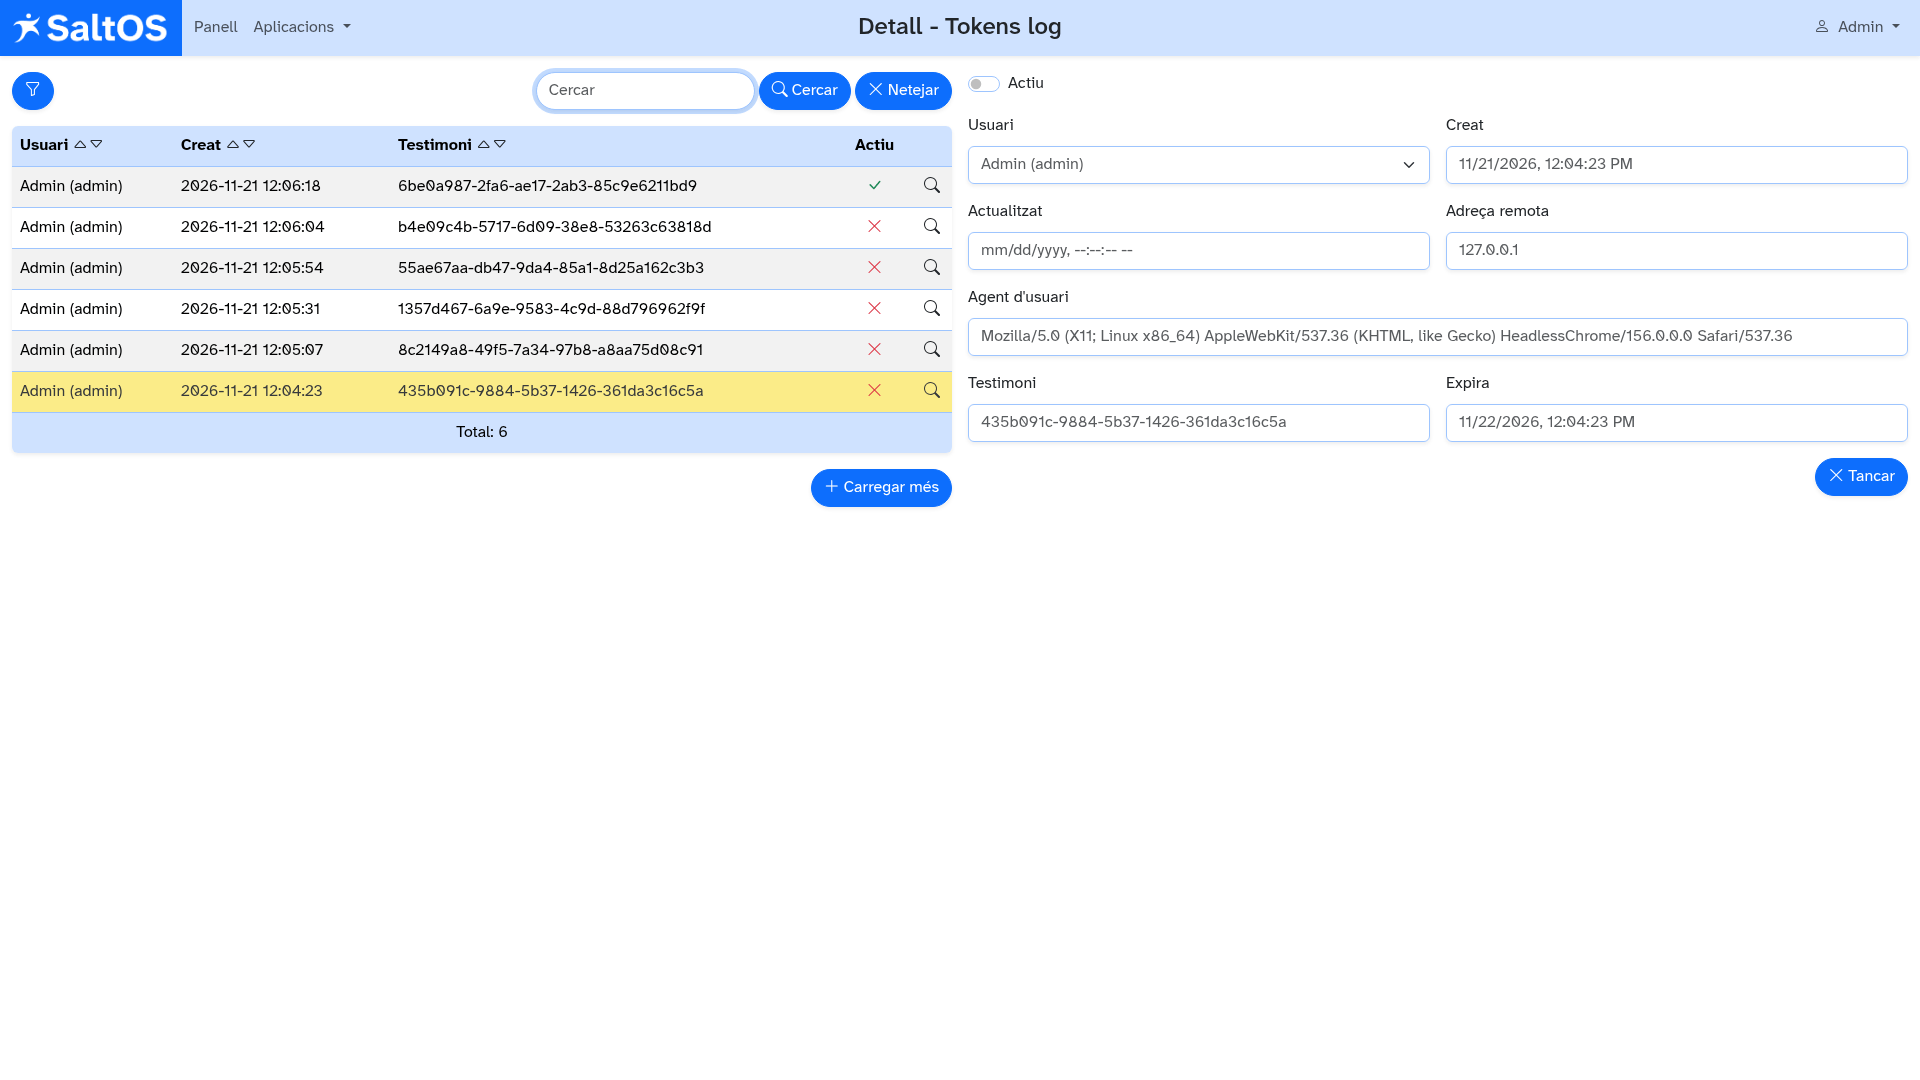 SaltOS Panell Aplicacions Detall - Tokens log Admin
Cercar Cercar Netejar
Usuari Creat Testimoni Actiu
Admin (admin) 2026-11-21 12:06:18 6be0a987-2fa6-ae17-2ab3-85c9e6211bd9
Admin (admin) 2026-11-21 12:06:04 b4e09c4b-5717-6d09-38e8-53263c63818d
Admin (admin) 2026-11-21 12:05:54 55ae67aa-db47-9da4-85a1-8d25a162c3b3
Admin (admin) 2026-11-21 12:05:31 1357d467-6a9e-9583-4c9d-88d796962f9f
Admin (admin) 2026-11-21 12:05:07 8c2149a8-49f5-7a34-97b8-a8aa75d08c91
Admin (admin) 2026-11-21 12:04:23 435b091c-9884-5b37-1426-361da3c16c5a
Total: 6
Carregar més
Actiu
Usuari Creat
Admin (admin) 11/21/2026, 12:04:23 PM
Actualitzat Adreça remota
mm/dd/yyyy, --:--:-- -- 127.0.0.1
Agent d'usuari
Mozilla/5.0 (X11; Linux x86_64) AppleWebKit/537.36 (KHTML, like Gecko) HeadlessChrome/156.0.0.0 Safari/537.36
Testimoni Expira
435b091c-9884-5b37-1426-361da3c16c5a 11/22/2026, 12:04:23 PM
Tancar